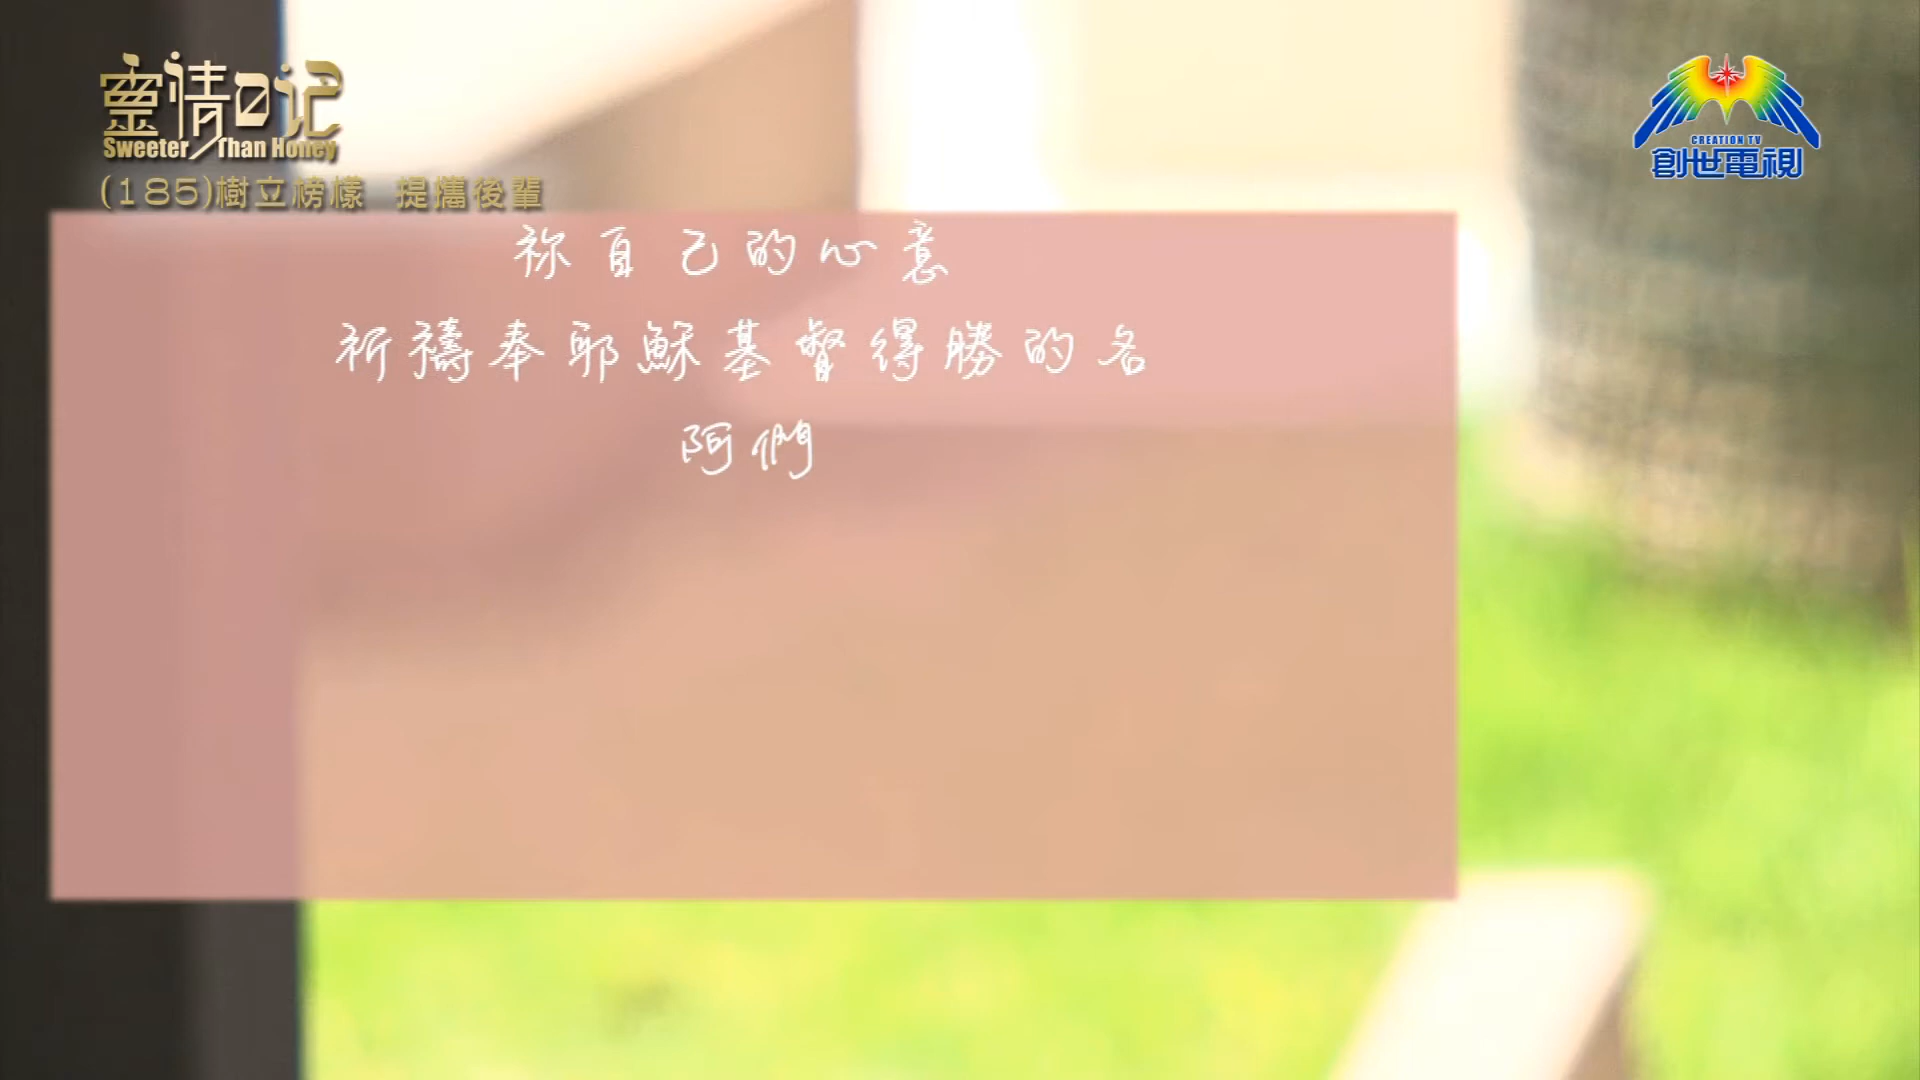 靈情日记
Sweeter Than Honey
(185)樹立榜樣 提攜後輩
CREATION TV
創世電視
祢自己的心意
祈禱奉耶穌基督得勝的名
阿們